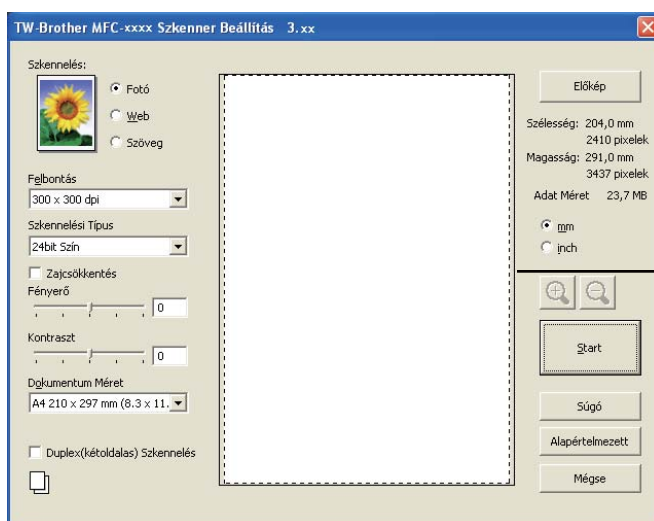 TW-Brother MFC-xxxx Szkenner Beállítás 3.xx
Szkennelés:
Fotó
Web
Szöveg
Felbontás
300 x 300 dpi
Szkennelési Típus
24bit Szín
Zajcsökkentés
Fényerő
0
Kontraszt
0
Dokumentum Méret
A4 210 x 297 mm (8.3 x 11.
Duplex(kétoldalas) Szkennelés
Előkép
Szélesség: 204,0 mm
2410 pixelek
Magasság: 291,0 mm
3437 pixelek
Adat Méret 23,7 MB
mm
inch
Start
Súgó
Alapértelmezett
Mégse